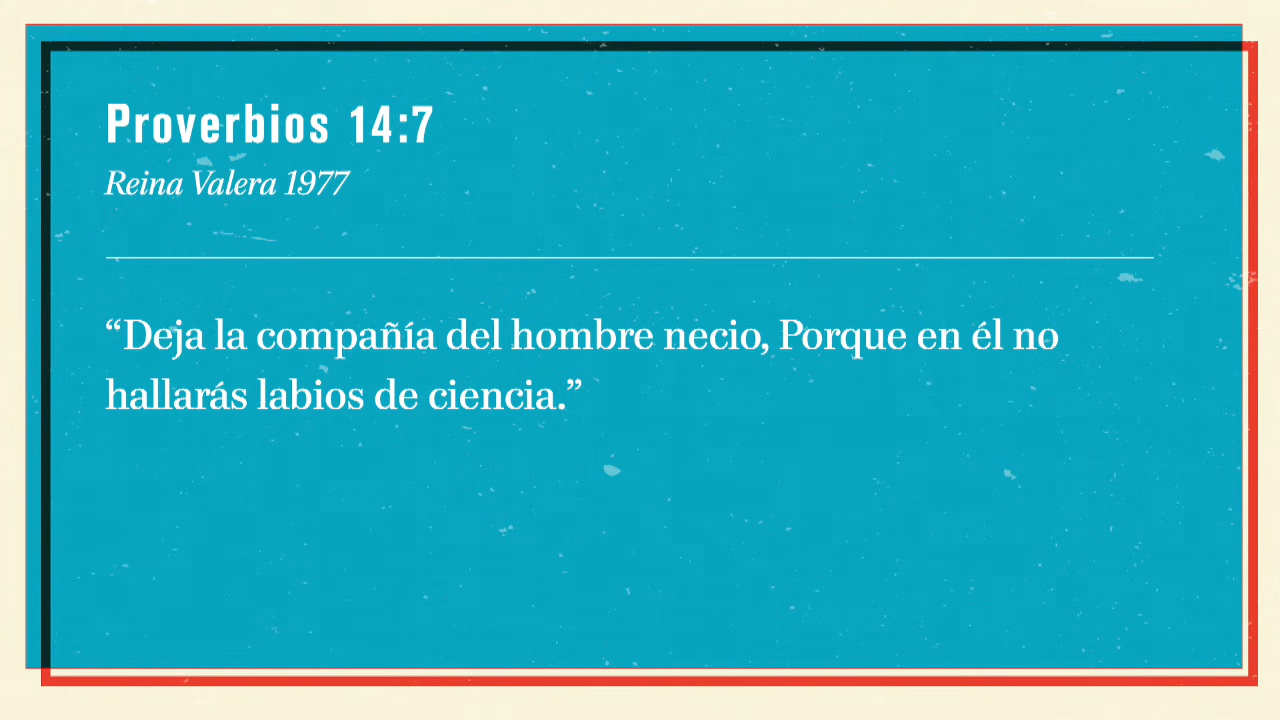 Proverbios 14:7
Reina Valera 1977
“Deja la compañía del hombre necio, Porque en él no
hallarás labios de ciencia.”